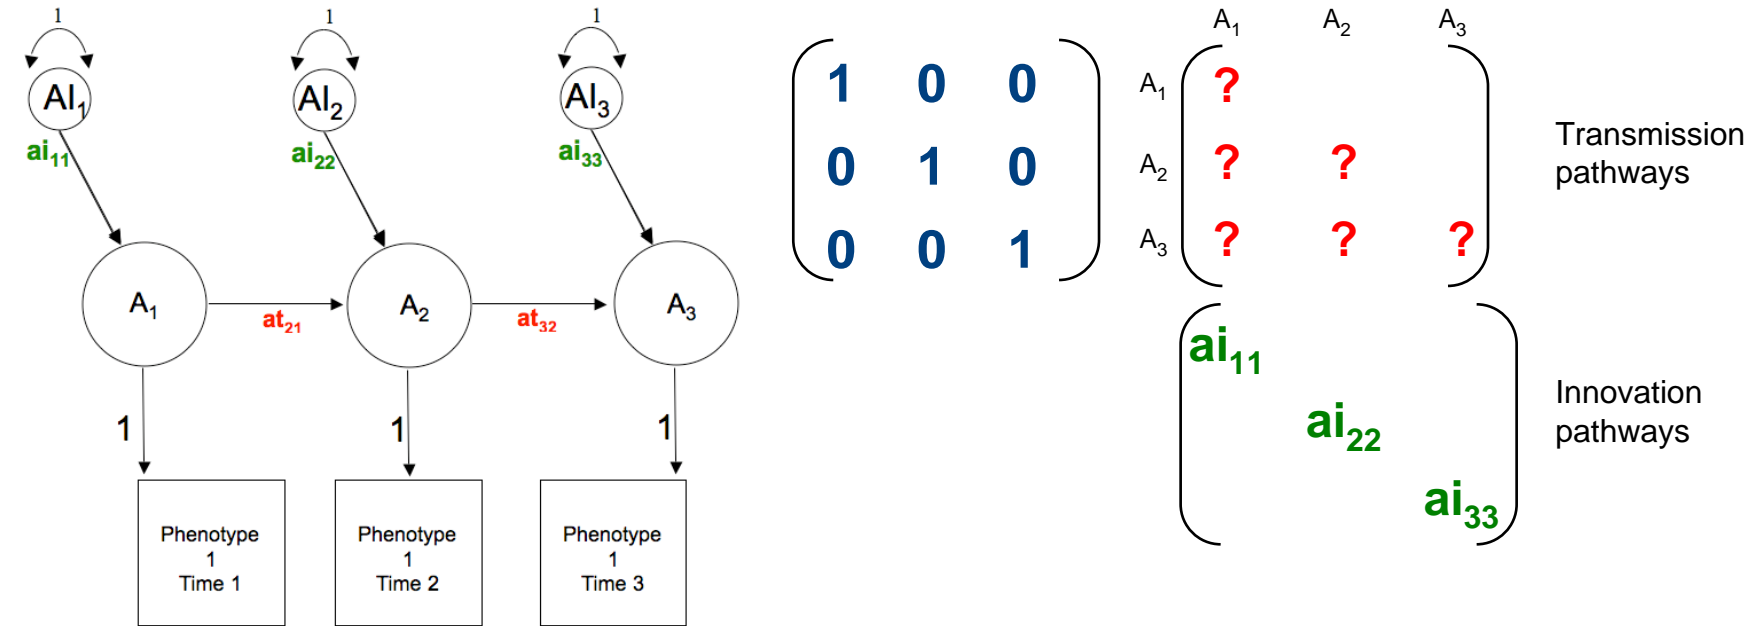 1 1 1
AI₁ AI₂ AI₃
ai₁₁ ai₂₂ ai₃₃
A₁ A₂ A₃
at₂₁ at₃₂
1 1 1
Phenotype
1
Time 1
Phenotype
1
Time 2
Phenotype
1
Time 3
1 0 0
0 1 0
0 0 1
A₁ A₂ A₃
A₁ ?
A₂ ? ?
A₃ ? ? ?
Transmission
pathways
ai₁₁
ai₂₂
ai₃₃
Innovation
pathways